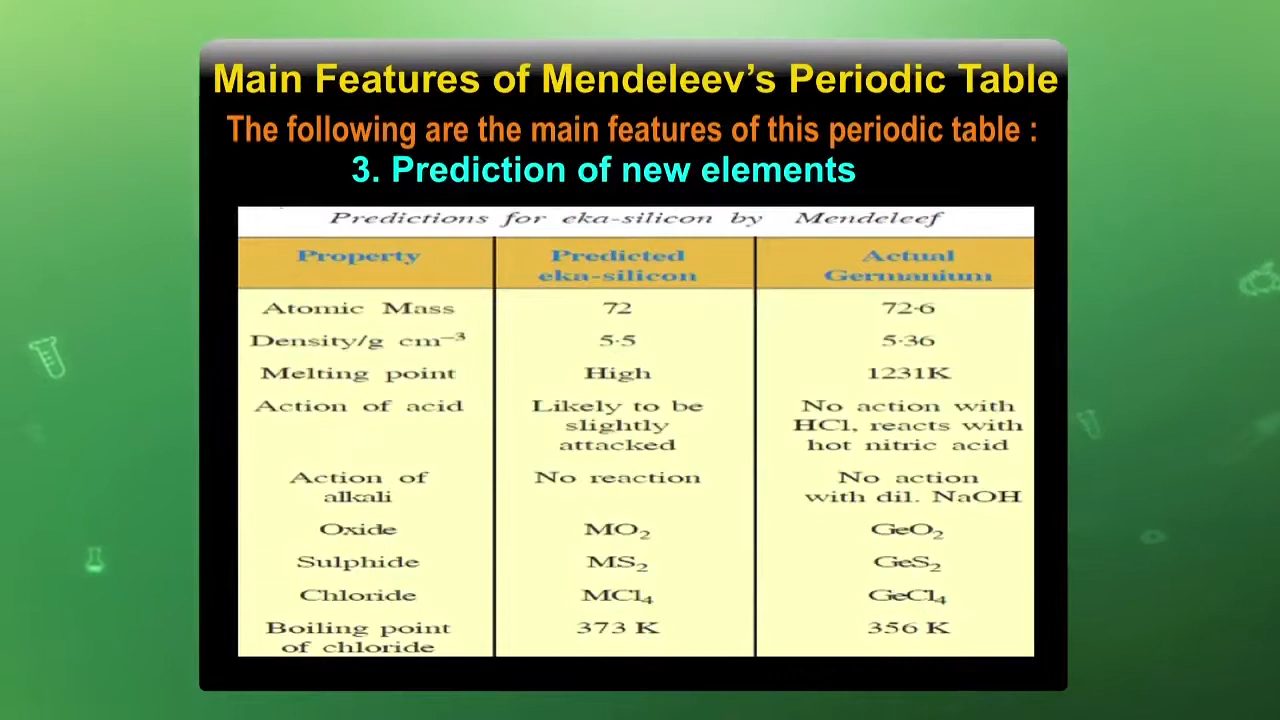 Main Features of Mendeleev's Periodic Table
The following are the main features of this periodic table :
3. Prediction of new elements
Predictions for eka-silicon by Mendeleef
Property Predicted eka-silicon Actual Germanium
Atomic Mass 72 72·6
Density/g cm⁻³ 5·5 5·36
Melting point High 1231K
Action of acid Likely to be slightly attacked No action with HCl, reacts with hot nitric acid
Action of alkali No reaction No action with dil. NaOH
Oxide MO₂ GeO₂
Sulphide MS₂ GeS₂
Chloride MCl₄ GeCl₄
Boiling point of chloride 373 K 356 K